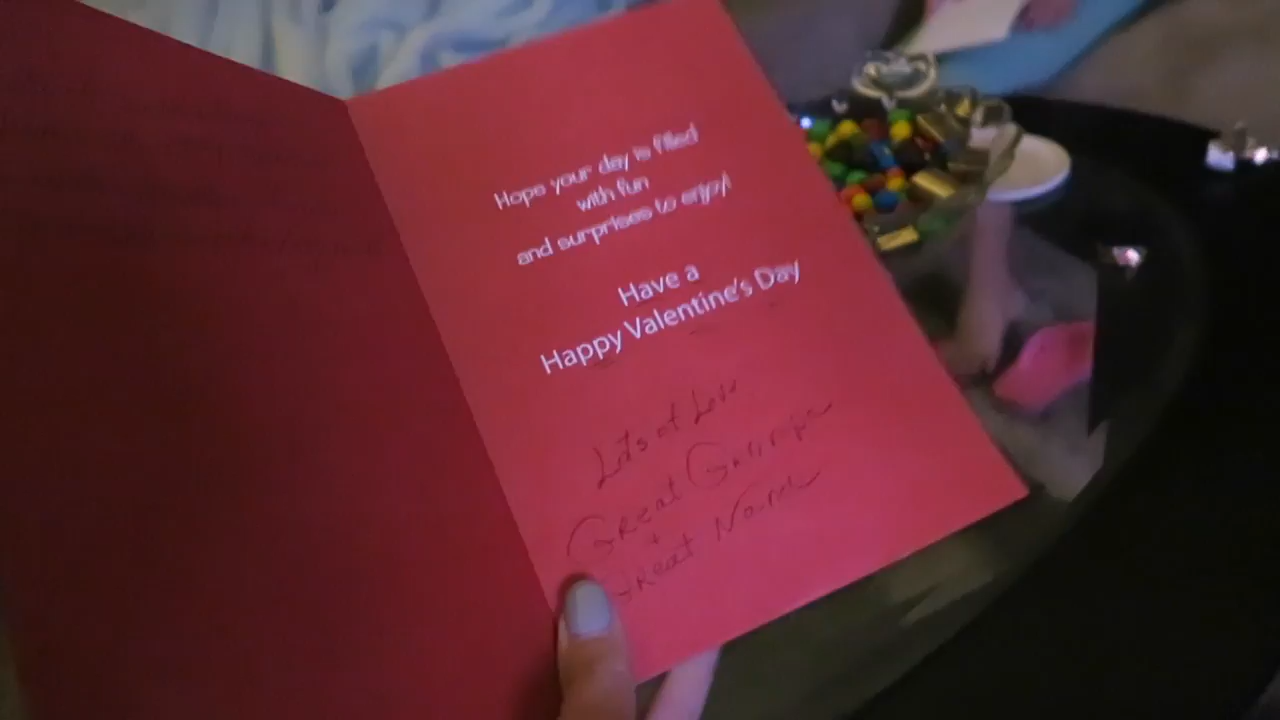 Hope your day is filled
with fun
and surprises to enjoy!
Have a
Happy Valentine's Day
Lots of Love
Great Grampa
+
Great Nana